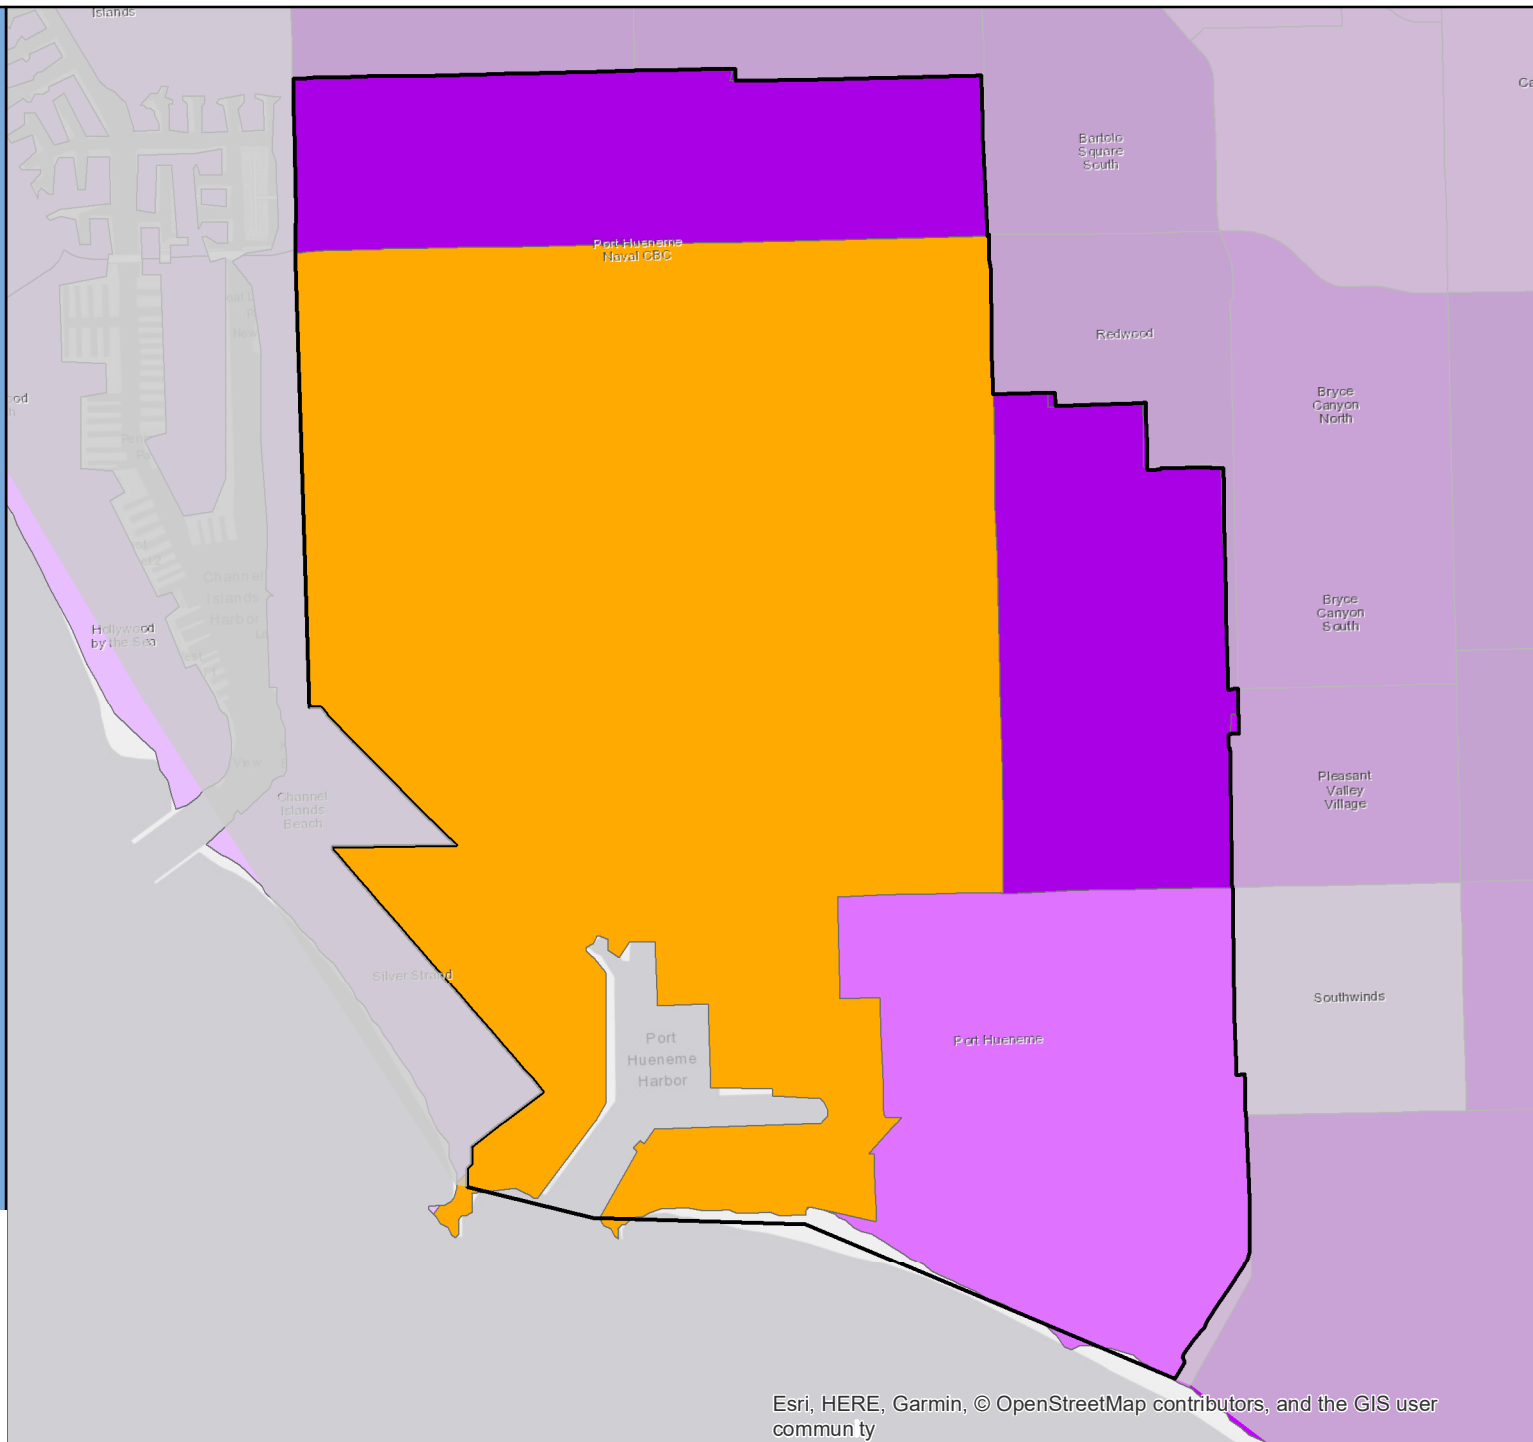 Islands
Bartolo
Square
South
Port Hueneme
Naval CBC
Redwood
Bryce
Canyon
North
Channel
Islands
Harbor
Bryce
Canyon
South
Hollywood
by the Sea
View
Channel
Islands
Beach
Pleasant
Valley
Village
Silver Strand
Southwinds
Port
Hueneme
Harbor
Port Hueneme
Esri, HERE, Garmin, © OpenStreetMap contributors, and the GIS user
community